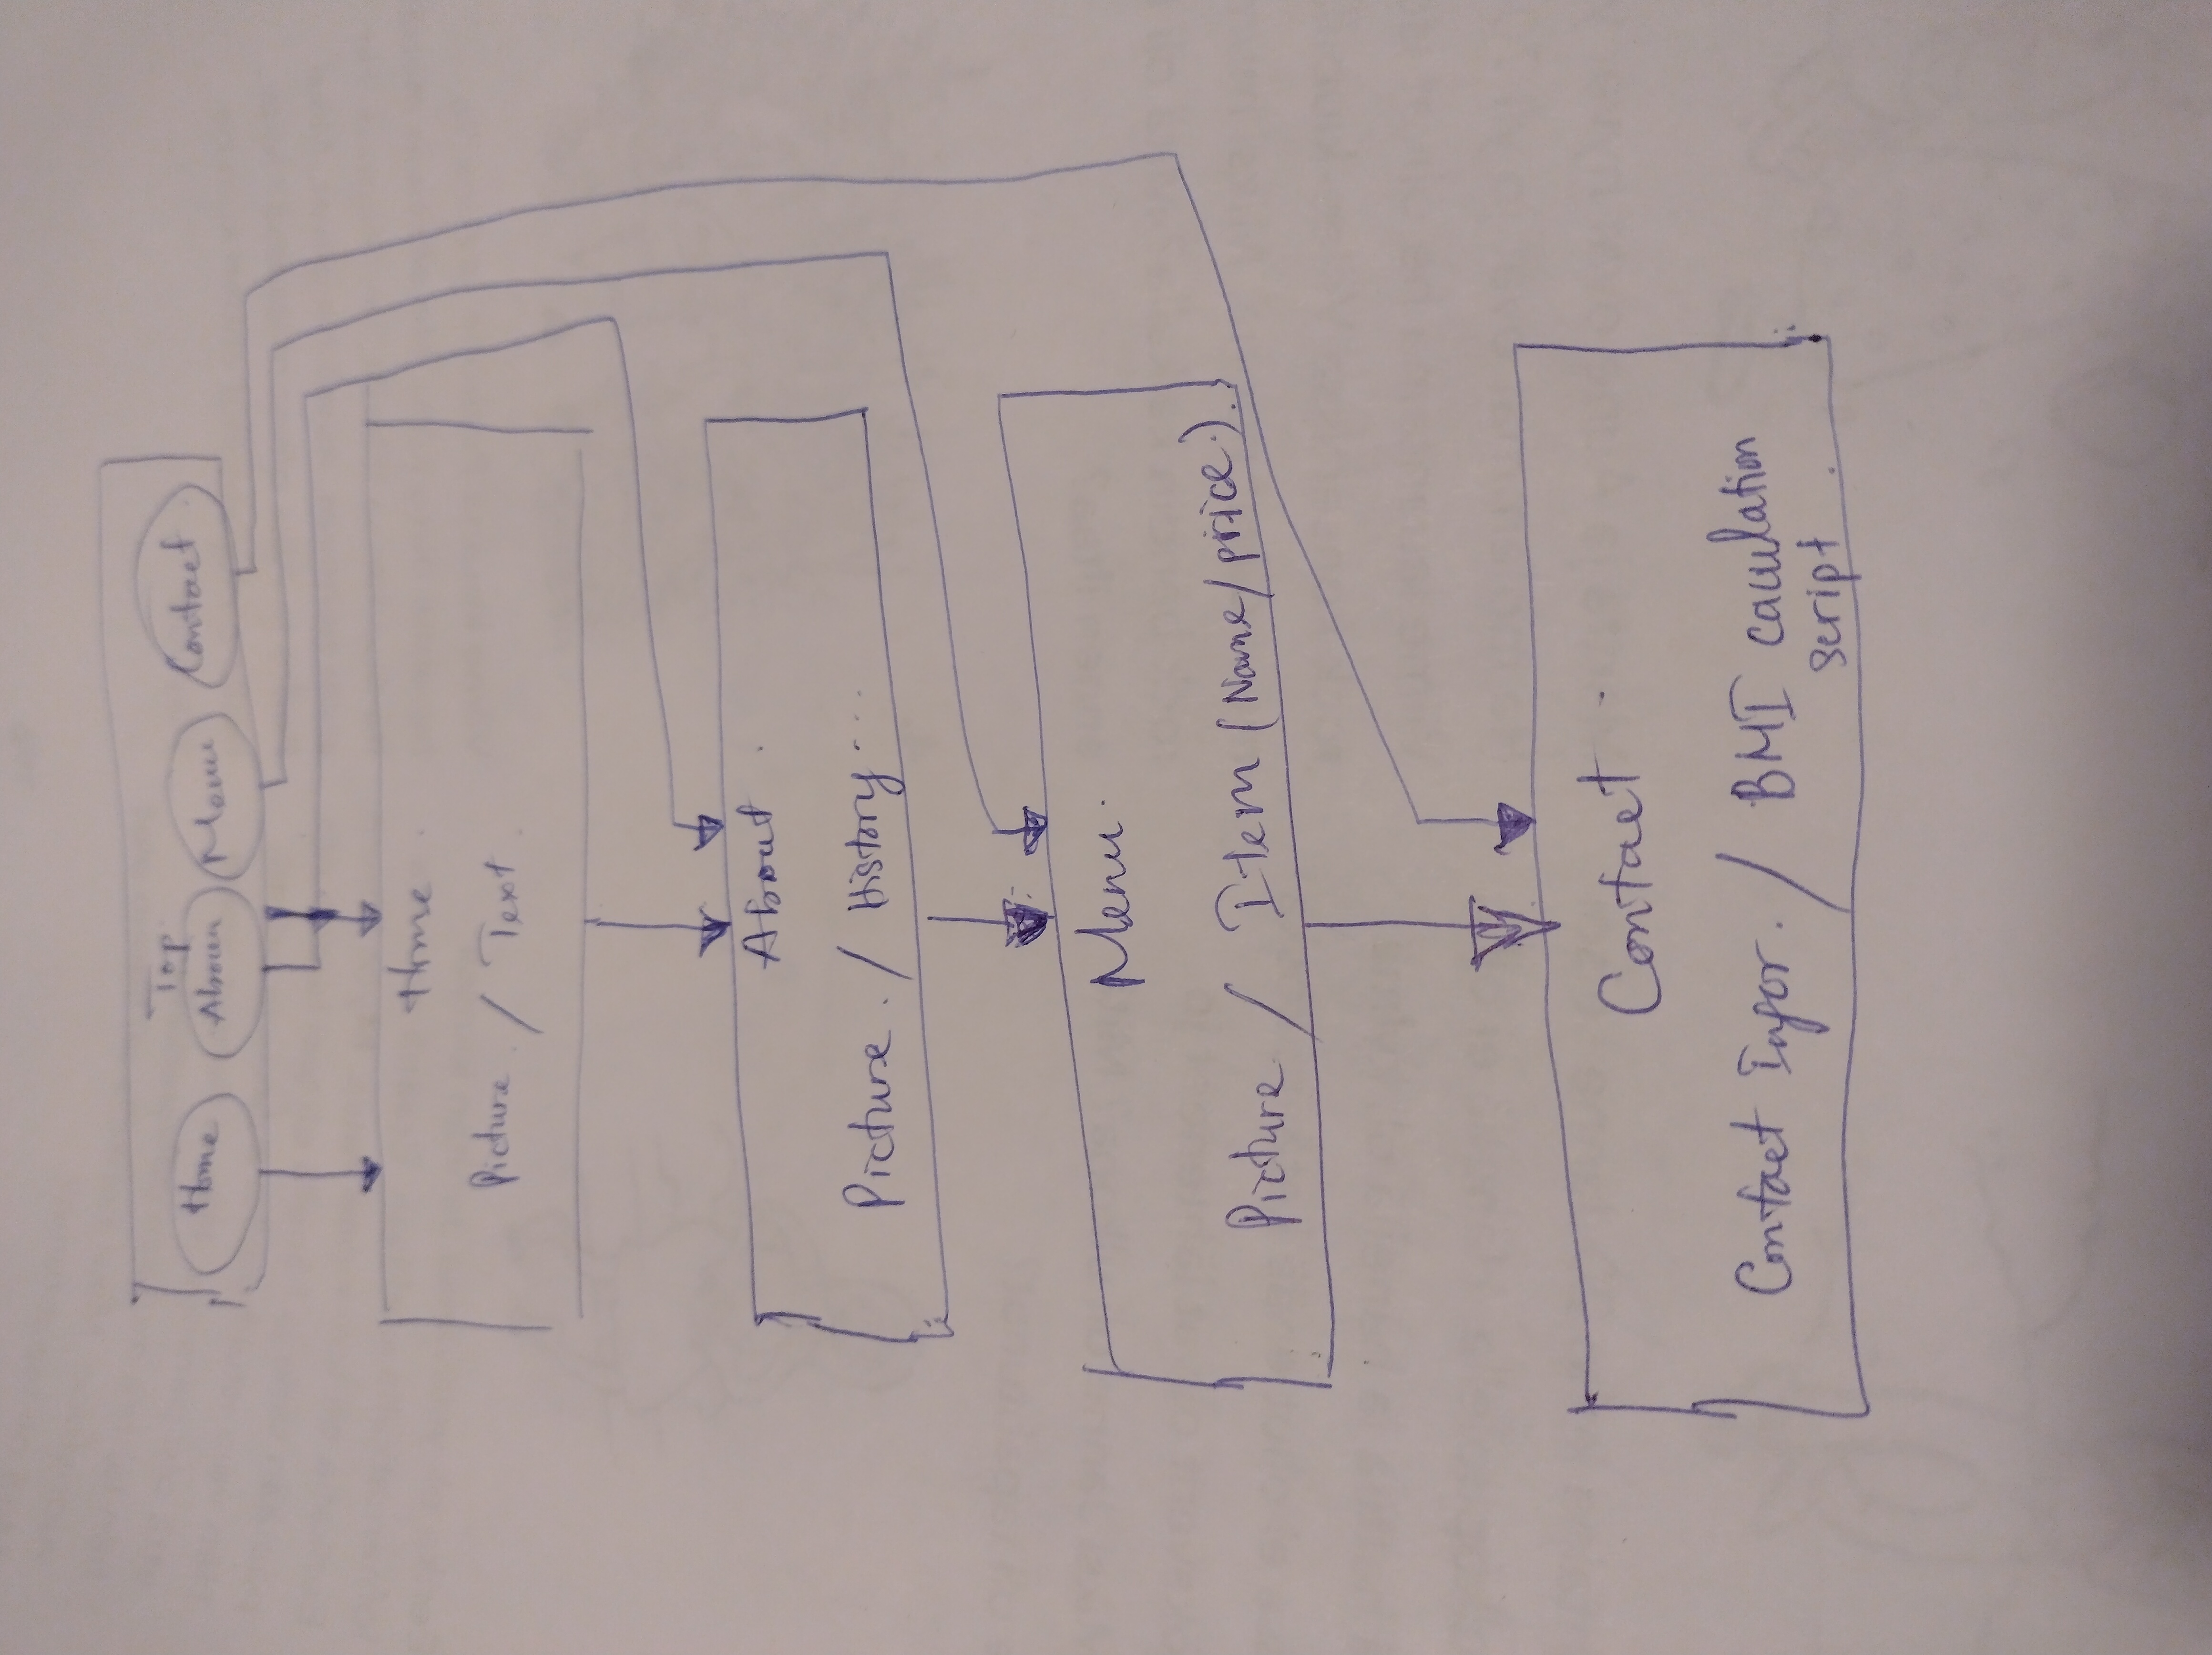 Top
Home About Menu Contact
Home
Picture / Text
About
Picture / History...
Menu
Picture / Item (Name/price)
Contact
Contact Infor. / BMI caculation
script